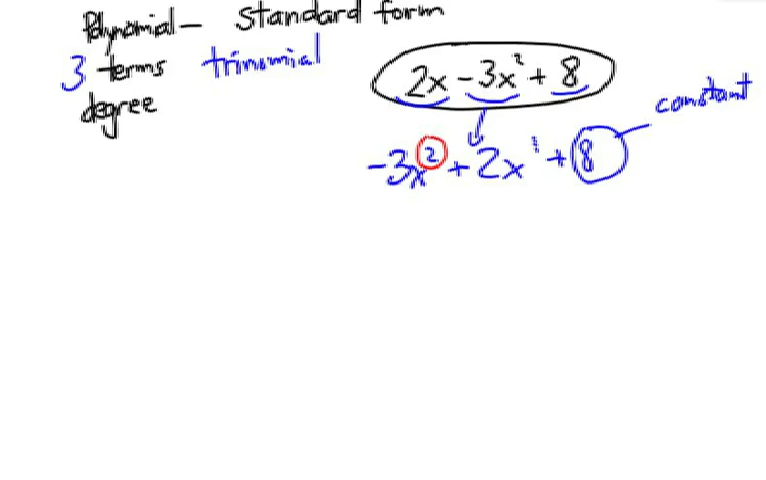 Polynomial – standard form
3 terms trinomial
2x - 3x² + 8
degree
constant
-3x² + 2x¹ + 8